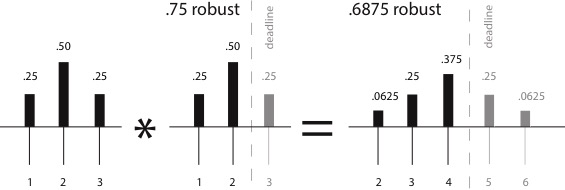 .75 robust
.6875 robust
deadline
deadline
.50
.50
.375
.25
.25
.25
.25
.25
.25
.0625
.0625
*
=
1 2 3
1 2 3
2 3 4 5 6